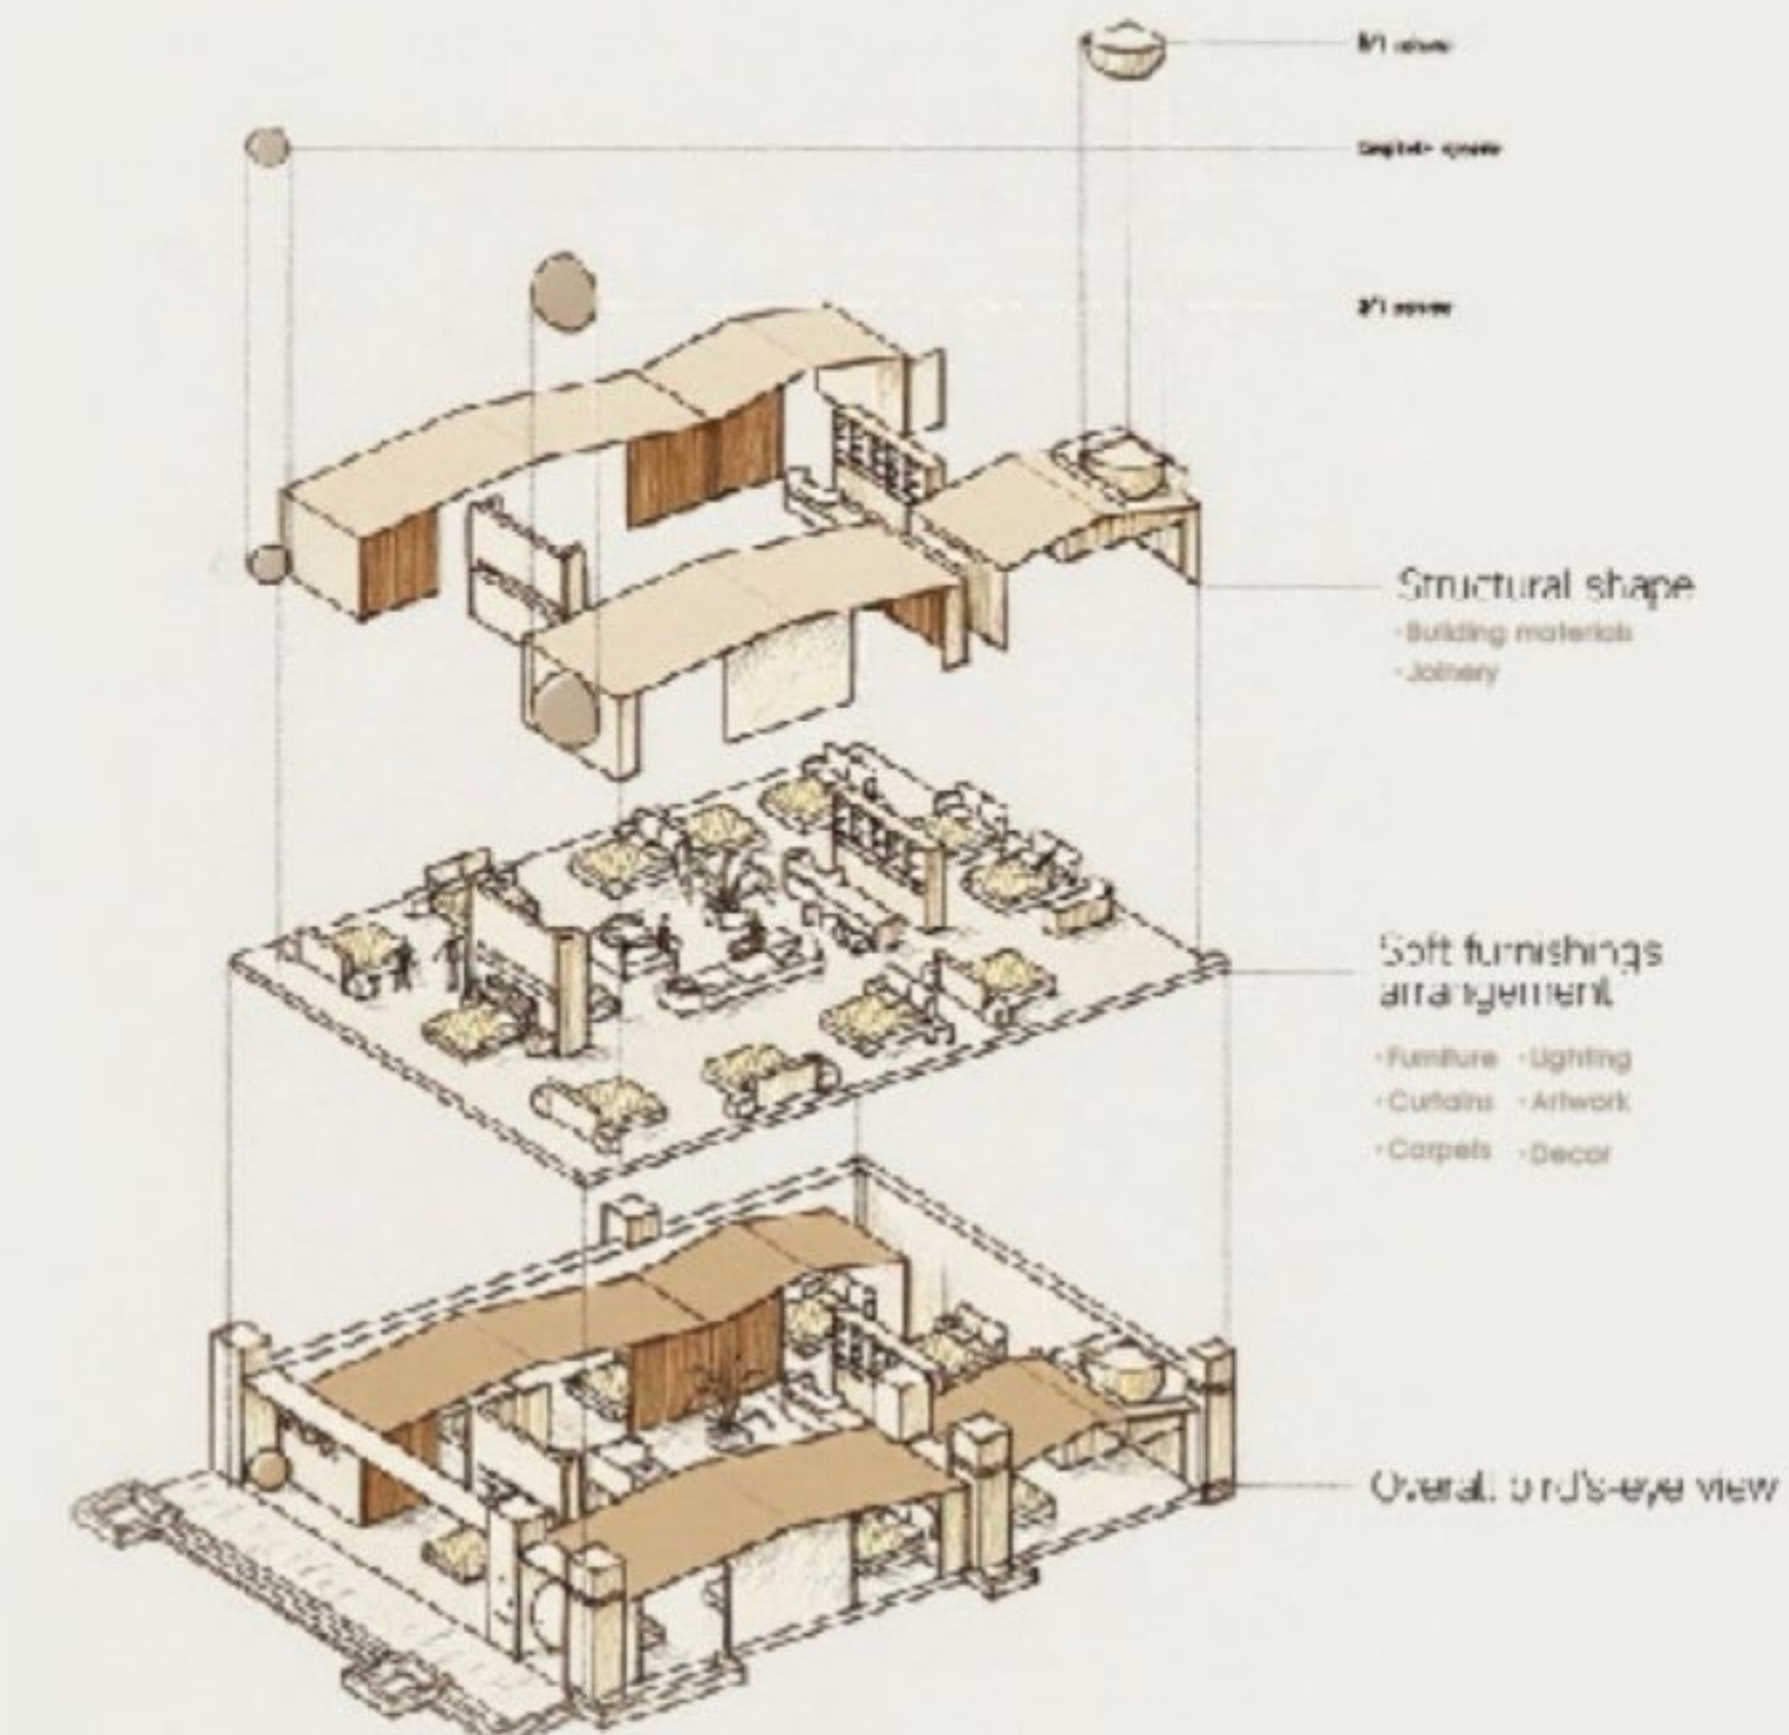 Structural shape
·Building materials
·Joinery
Soft furnishings
arrangement
·Furniture ·Lighting
·Curtains ·Artwork
·Carpets ·Decor
Overall bird's-eye view